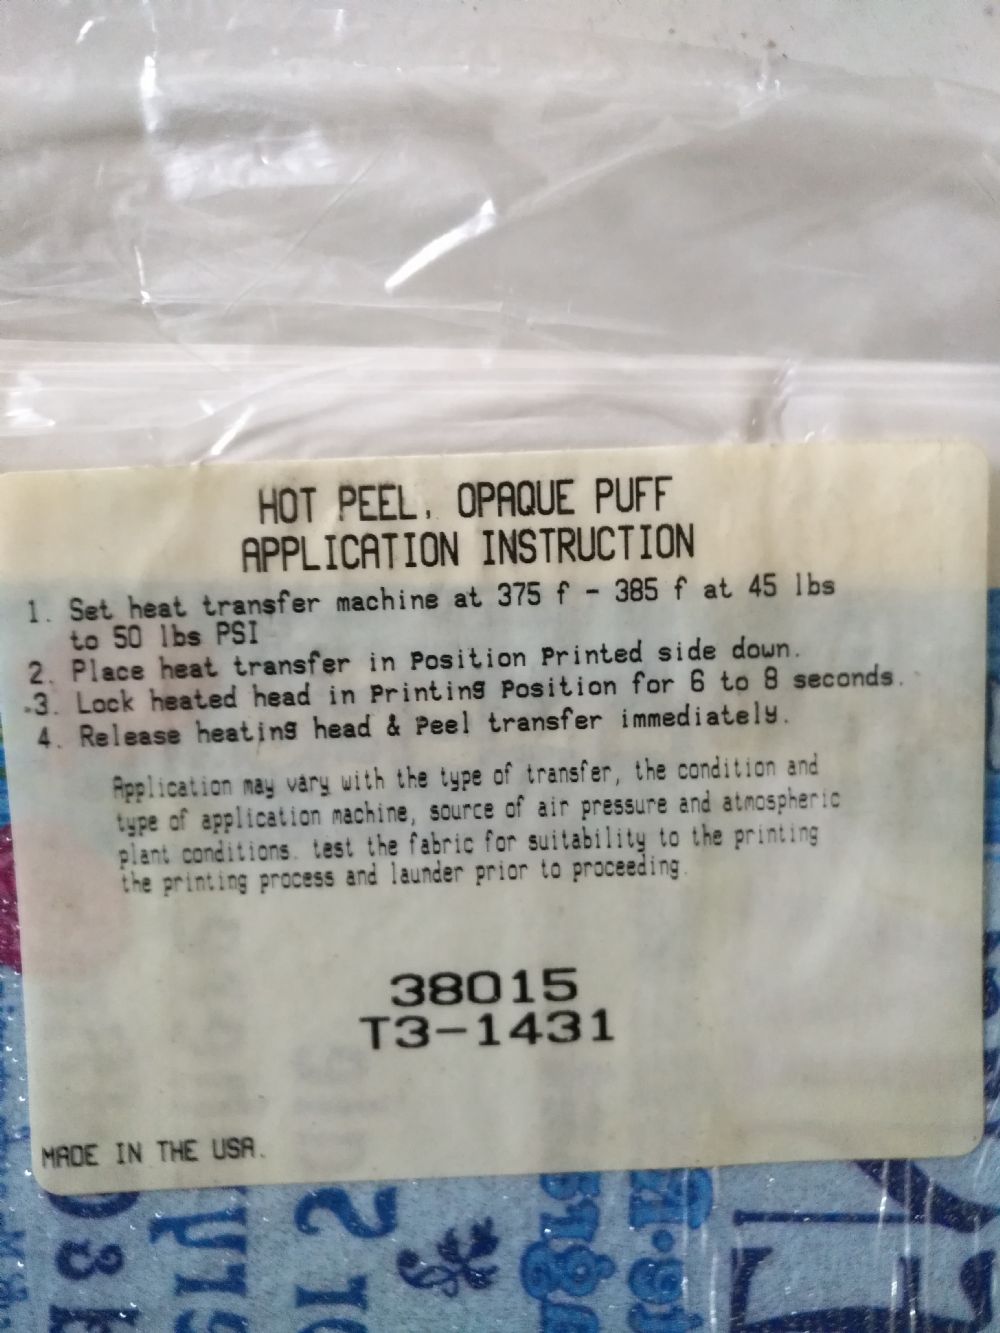 HOT PEEL, OPAQUE PUFF
APPLICATION INSTRUCTION
1. Set heat transfer machine at 375 f - 385 f at 45 lbs
to 50 lbs PSI
2. Place heat transfer in Position Printed side down.
3. Lock heated head in Printing Position for 6 to 8 seconds.
4. Release heating head & Peel transfer immediately.
Application may vary with the type of transfer, the condition and
type of application machine, source of air pressure and atmospheric
plant conditions. test the fabric for suitability to the printing
the printing process and launder prior to proceeding.
38015
T3-1431
MADE IN THE USA.